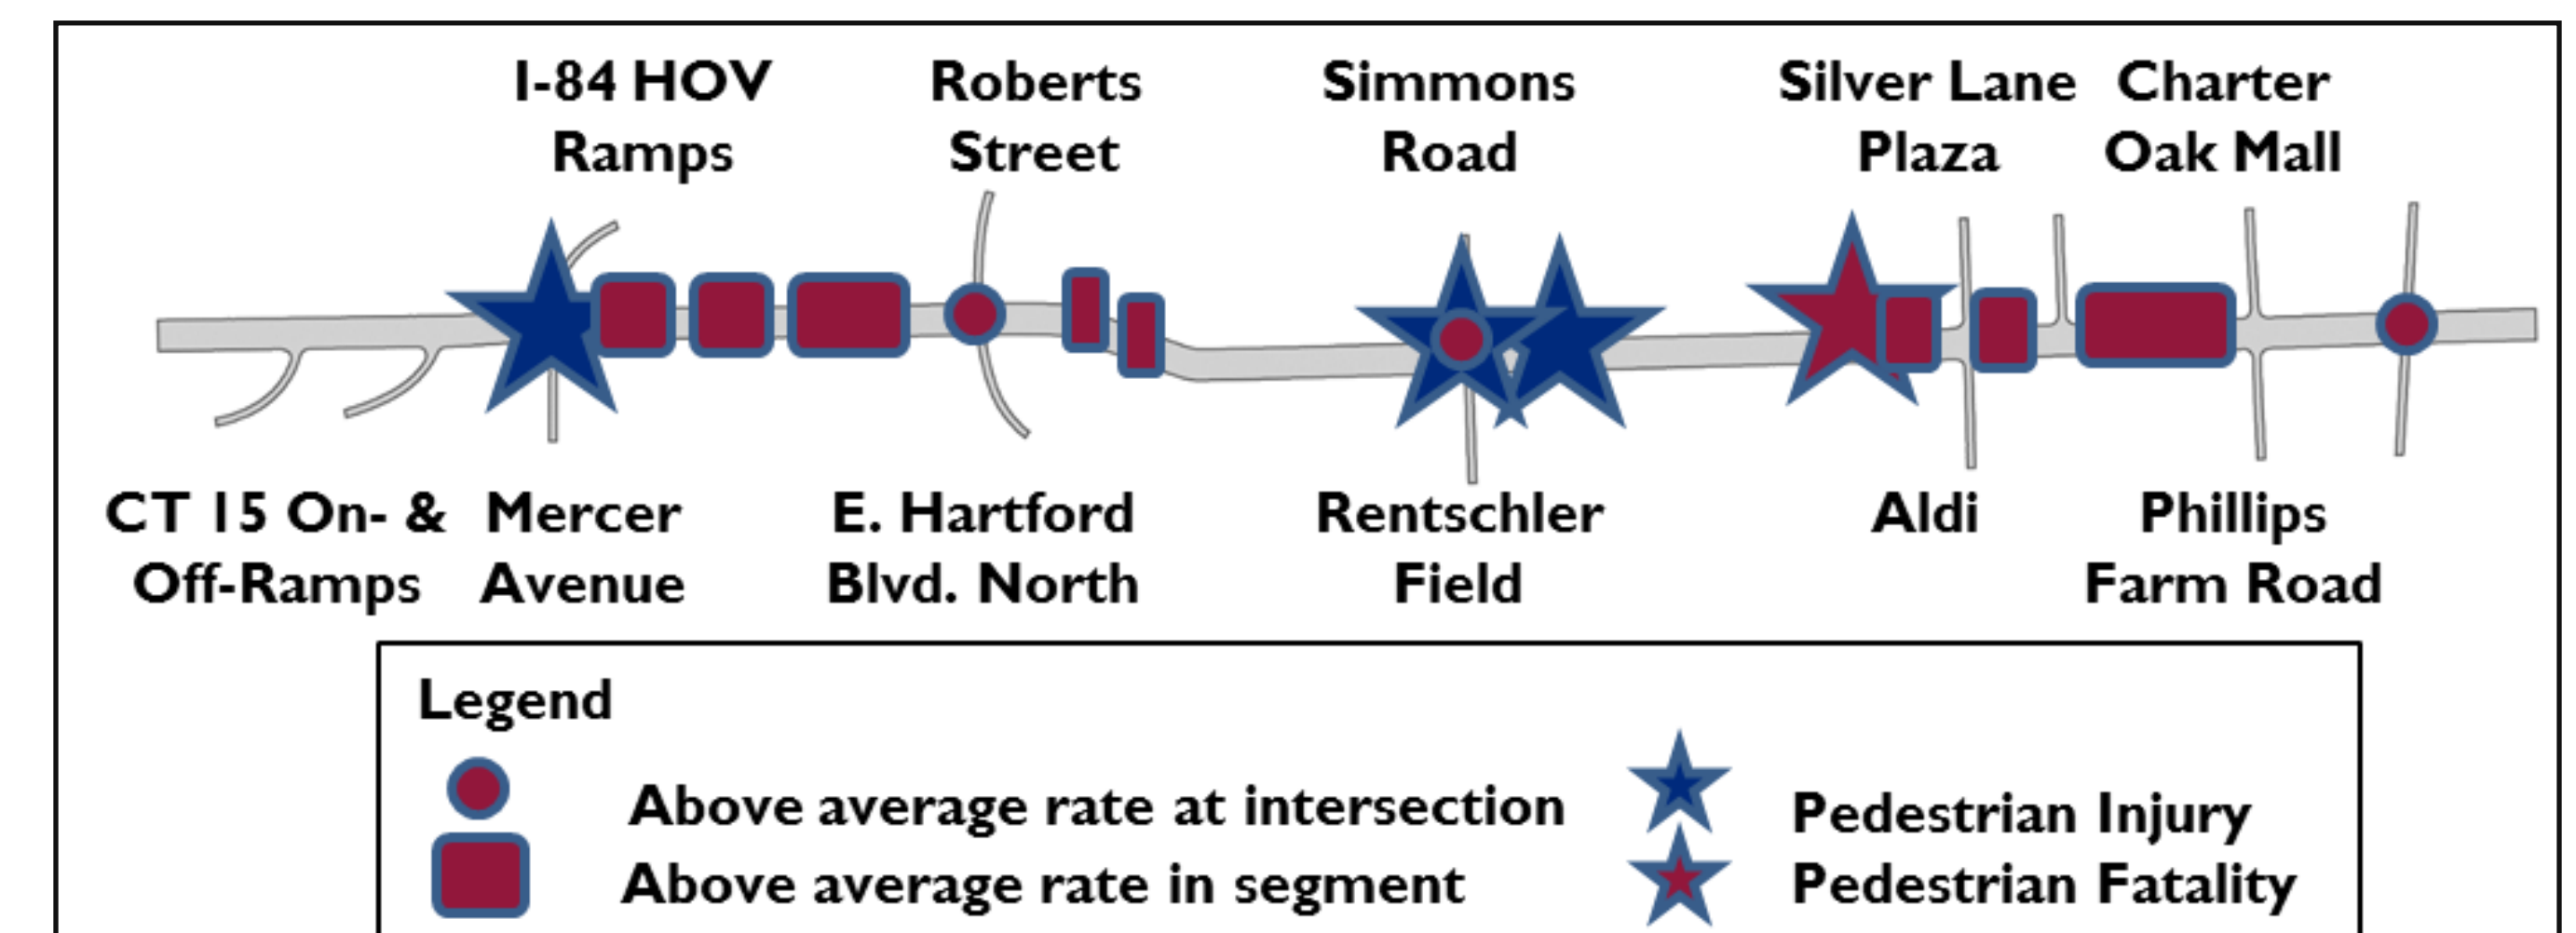 I-84 HOV
Ramps
Roberts
Street
Simmons
Road
Silver Lane
Plaza
Charter
Oak Mall
CT 15 On- &
Off-Ramps
Mercer
Avenue
E. Hartford
Blvd. North
Rentschler
Field
Aldi
Phillips
Farm Road
Legend
Above average rate at intersection
Above average rate in segment
Pedestrian Injury
Pedestrian Fatality